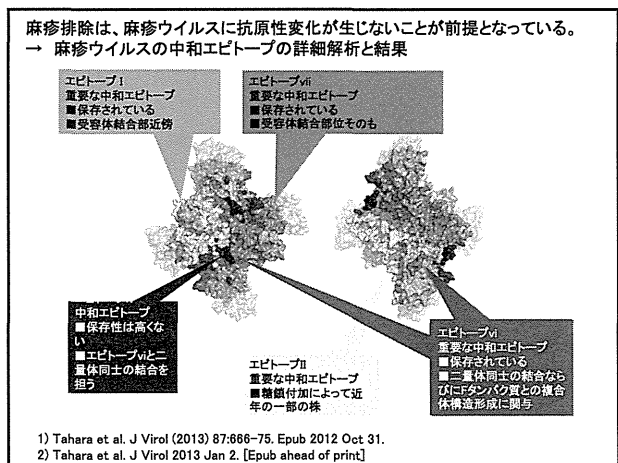 麻疹排除は、麻疹ウイルスに抗原性変化が生じないことが前提となっている。
→ 麻疹ウイルスの中和エピトープの詳細解析と結果
エピトープ I
重要な中和エピトープ
■保存されている
■受容体結合部近傍
エピトープvii
重要な中和エピトープ
■保存されている
■受容体結合部位そのも
中和エピトープ
■保存性は高くな
い
■エピトープviと二
量体同士の結合を
担う
エピトープII
重要な中和エピトープ
■糖鎖付加によって近
年の一部の株
エピトープvi
重要な中和エピトープ
■保存されている
■二量体同士の結合なら
びにFタンパク質との複合
体構造形成に関与
1) Tahara et al. J Virol (2013) 87:666-75. Epub 2012 Oct 31.
2) Tahara et al. J Virol 2013 Jan 2. [Epub ahead of print]